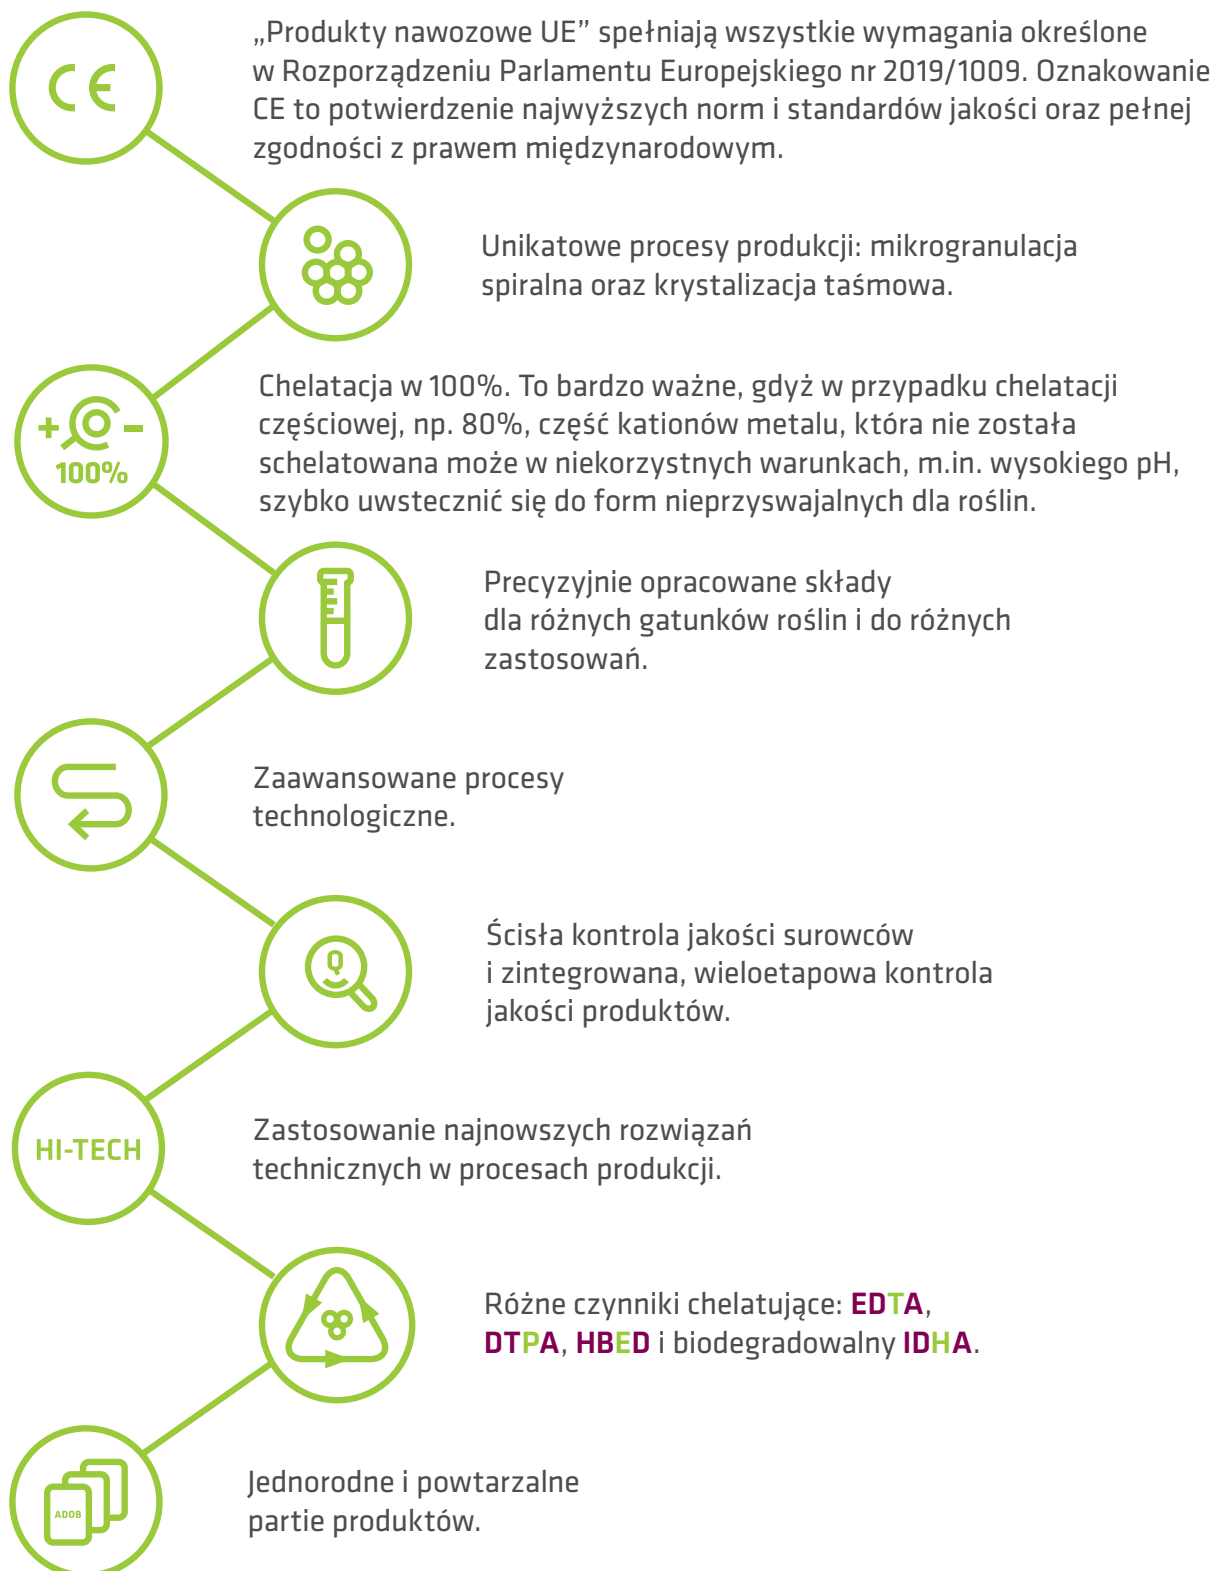 CE
„Produkty nawozowe UE” spełniają wszystkie wymagania określone
w Rozporządzeniu Parlamentu Europejskiego nr 2019/1009. Oznakowanie
CE to potwierdzenie najwyższych norm i standardów jakości oraz pełnej
zgodności z prawem międzynarodowym.
Unikatowe procesy produkcji: mikrogranulacja
spiralna oraz krystalizacja taśmowa.
+ -
100%
Chelatacja w 100%. To bardzo ważne, gdyż w przypadku chelatacji
częściowej, np. 80%, część kationów metalu, która nie została
schelatowana może w niekorzystnych warunkach, m.in. wysokiego pH,
szybko uwstecznić się do form nieprzyswajalnych dla roślin.
Precyzyjnie opracowane składy
dla różnych gatunków roślin i do różnych
zastosowań.
Zaawansowane procesy
technologiczne.
Q
Ścisła kontrola jakości surowców
i zintegrowana, wieloetapowa kontrola
jakości produktów.
HI-TECH
Zastosowanie najnowszych rozwiązań
technicznych w procesach produkcji.
Różne czynniki chelatujące: EDTA,
DTPA, HBED i biodegradowalny IDHA.
ADOB
Jednorodne i powtarzalne
partie produktów.